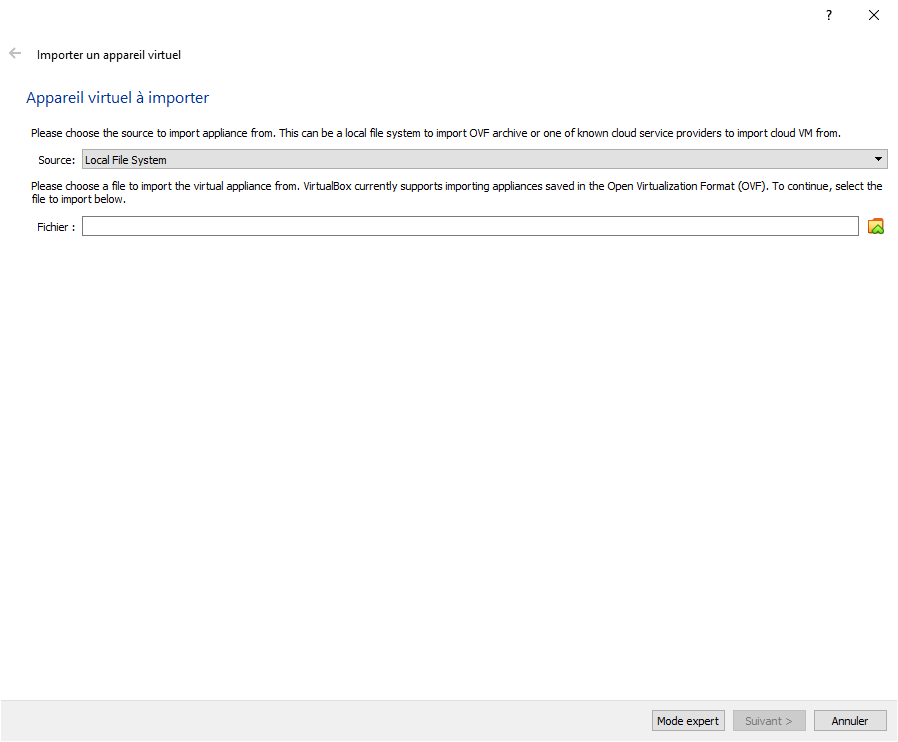 ?
Importer un appareil virtuel
Appareil virtuel à importer
Please choose the source to import appliance from. This can be a local file system to import OVF archive or one of known cloud service providers to import cloud VM from.
Source: Local File System
Please choose a file to import the virtual appliance from. VirtualBox currently supports importing appliances saved in the Open Virtualization Format (OVF). To continue, select the
file to import below.
Fichier :
Mode expert Suivant > Annuler